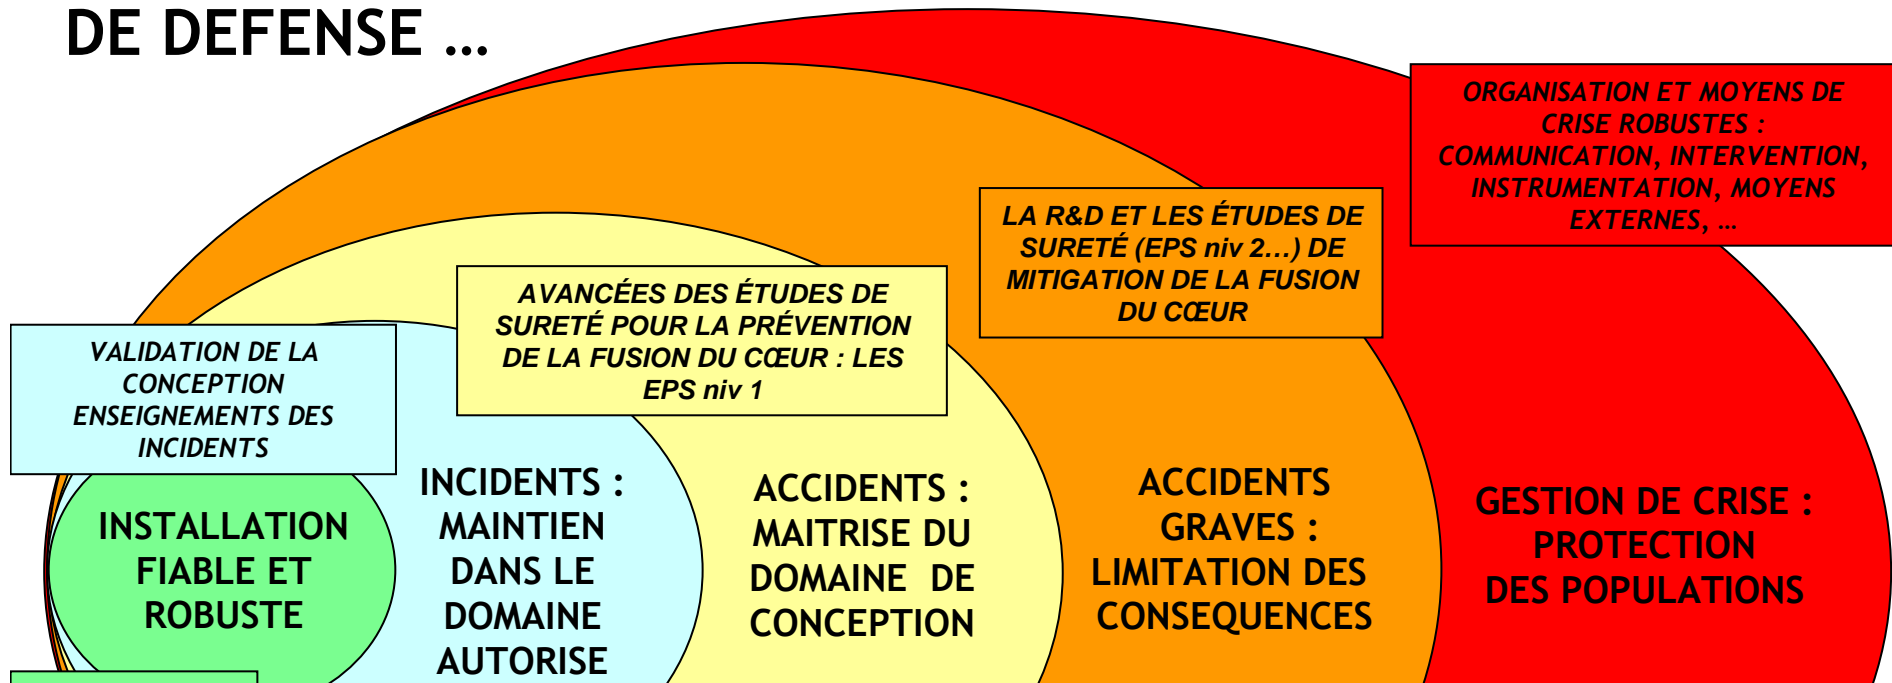 DE DEFENSE …
ORGANISATION ET MOYENS DE
CRISE ROBUSTES :
COMMUNICATION, INTERVENTION,
INSTRUMENTATION, MOYENS
EXTERNES, …
LA R&D ET LES ÉTUDES DE
SURETÉ (EPS niv 2…) DE
MITIGATION DE LA FUSION
DU CŒUR
AVANCÉES DES ÉTUDES DE
SURETÉ POUR LA PRÉVENTION
DE LA FUSION DU CŒUR : LES
EPS niv 1
VALIDATION DE LA
CONCEPTION
ENSEIGNEMENTS DES
INCIDENTS
INSTALLATION
FIABLE ET
ROBUSTE
INCIDENTS :
MAINTIEN
DANS LE
DOMAINE
AUTORISE
ACCIDENTS :
MAITRISE DU
DOMAINE DE
CONCEPTION
ACCIDENTS
GRAVES :
LIMITATION DES
CONSEQUENCES
GESTION DE CRISE :
PROTECTION
DES POPULATIONS